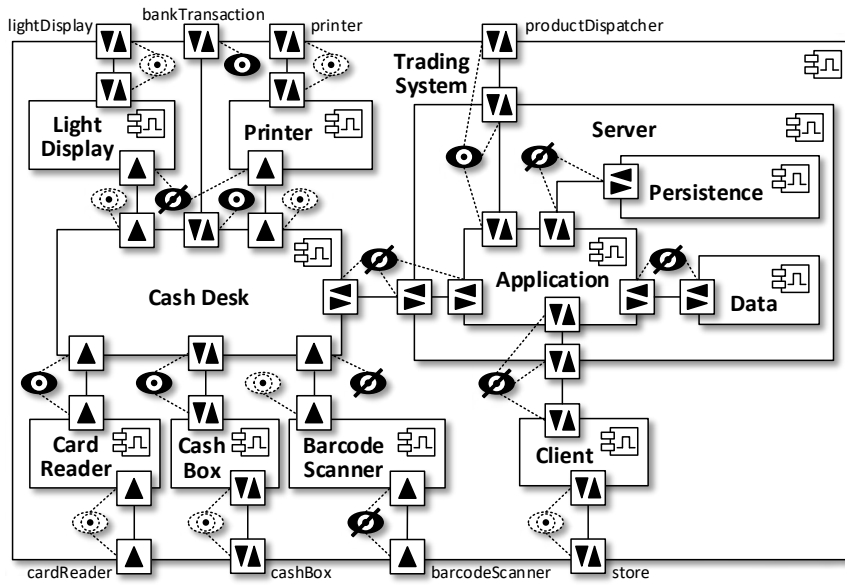 lightDisplay
bankTransaction
printer
productDispatcher
Trading
System
Light
Display
Printer
Server
Persistence
Cash Desk
Application
Data
Card
Reader
Cash
Box
Barcode
Scanner
Client
cardReader
cashBox
barcodeScanner
store